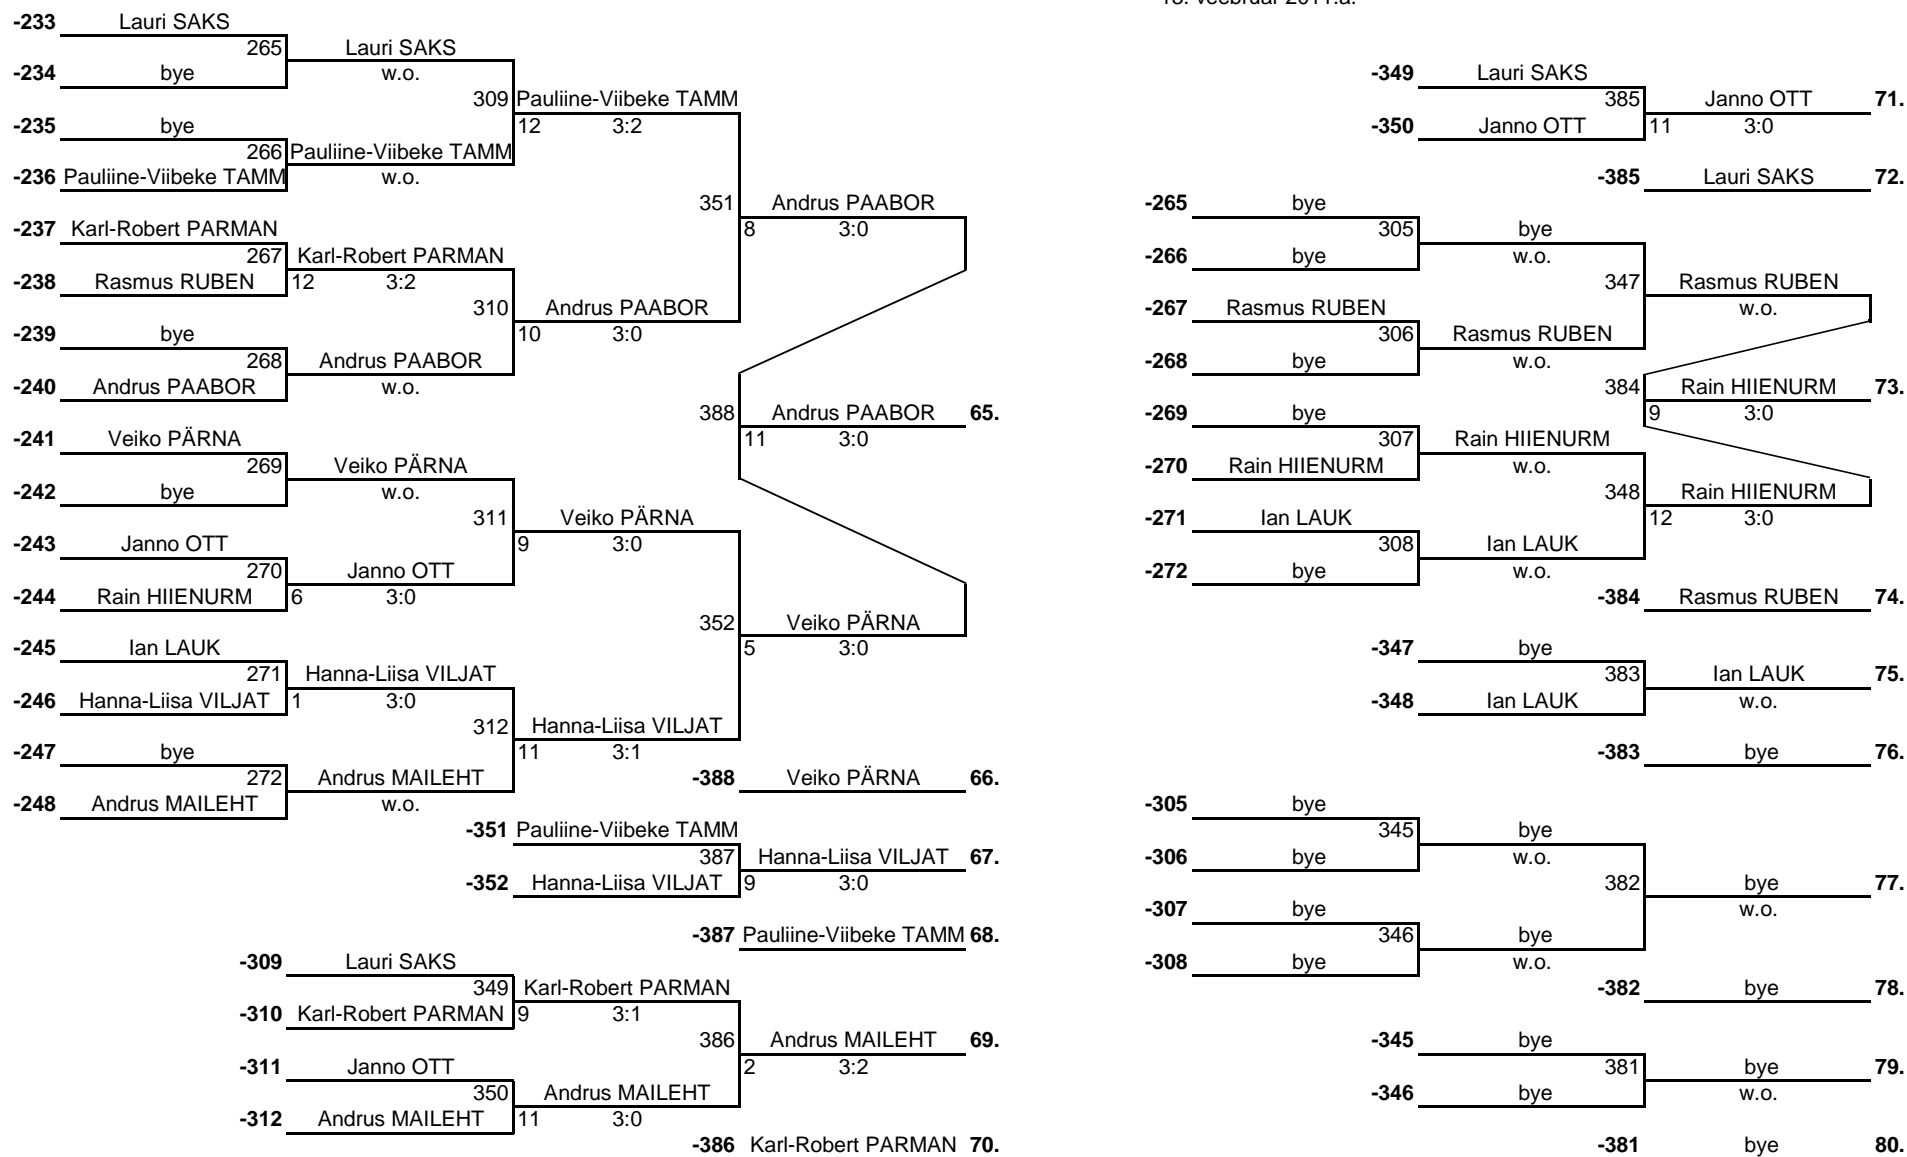 -233 Lauri SAKS
265 Lauri SAKS
-234 bye w.o.
309 Pauliine-Viibeke TAMM
-235 bye 12 3:2
266 Pauliine-Viibeke TAMM
-236 Pauliine-Viibeke TAMM w.o.
351 Andrus PAABOR
-237 Karl-Robert PARMAN 8 3:0
267 Karl-Robert PARMAN
-238 Rasmus RUBEN 12 3:2
310 Andrus PAABOR
-239 bye 10 3:0
268 Andrus PAABOR
-240 Andrus PAABOR w.o.
388 Andrus PAABOR 65.
-241 Veiko PÄRNA 11 3:0
269 Veiko PÄRNA
-242 bye w.o.
311 Veiko PÄRNA
-243 Janno OTT 9 3:0
270 Janno OTT
-244 Rain HIIENURM 6 3:0
352 Veiko PÄRNA
-245 Ian LAUK 5 3:0
271 Hanna-Liisa VILJAT
-246 Hanna-Liisa VILJAT 1 3:0
312 Hanna-Liisa VILJAT
-247 bye 11 3:1
272 Andrus MAILEHT -388 Veiko PÄRNA 66.
-248 Andrus MAILEHT w.o.
-351 Pauliine-Viibeke TAMM
387 Hanna-Liisa VILJAT 67.
-352 Hanna-Liisa VILJAT 9 3:0
-387 Pauliine-Viibeke TAMM 68.
-309 Lauri SAKS
349 Karl-Robert PARMAN
-310 Karl-Robert PARMAN 9 3:1
386 Andrus MAILEHT 69.
-311 Janno OTT 2 3:2
350 Andrus MAILEHT
-312 Andrus MAILEHT 11 3:0
-386 Karl-Robert PARMAN 70.
-349 Lauri SAKS
385 Janno OTT 71.
-350 Janno OTT 11 3:0
-385 Lauri SAKS 72.
-265 bye
305 bye
-266 bye w.o.
347 Rasmus RUBEN
-267 Rasmus RUBEN w.o.
306 Rasmus RUBEN
-268 bye w.o.
384 Rain HIIENURM 73.
-269 bye 9 3:0
307 Rain HIIENURM
-270 Rain HIIENURM w.o.
348 Rain HIIENURM
-271 Ian LAUK 12 3:0
308 Ian LAUK
-272 bye w.o.
-384 Rasmus RUBEN 74.
-347 bye
383 Ian LAUK 75.
-348 Ian LAUK w.o.
-383 bye 76.
-305 bye
345 bye
-306 bye w.o.
382 bye 77.
-307 bye w.o.
346 bye
-308 bye w.o.
-382 bye 78.
-345 bye
381 bye 79.
-346 bye w.o.
-381 bye 80.